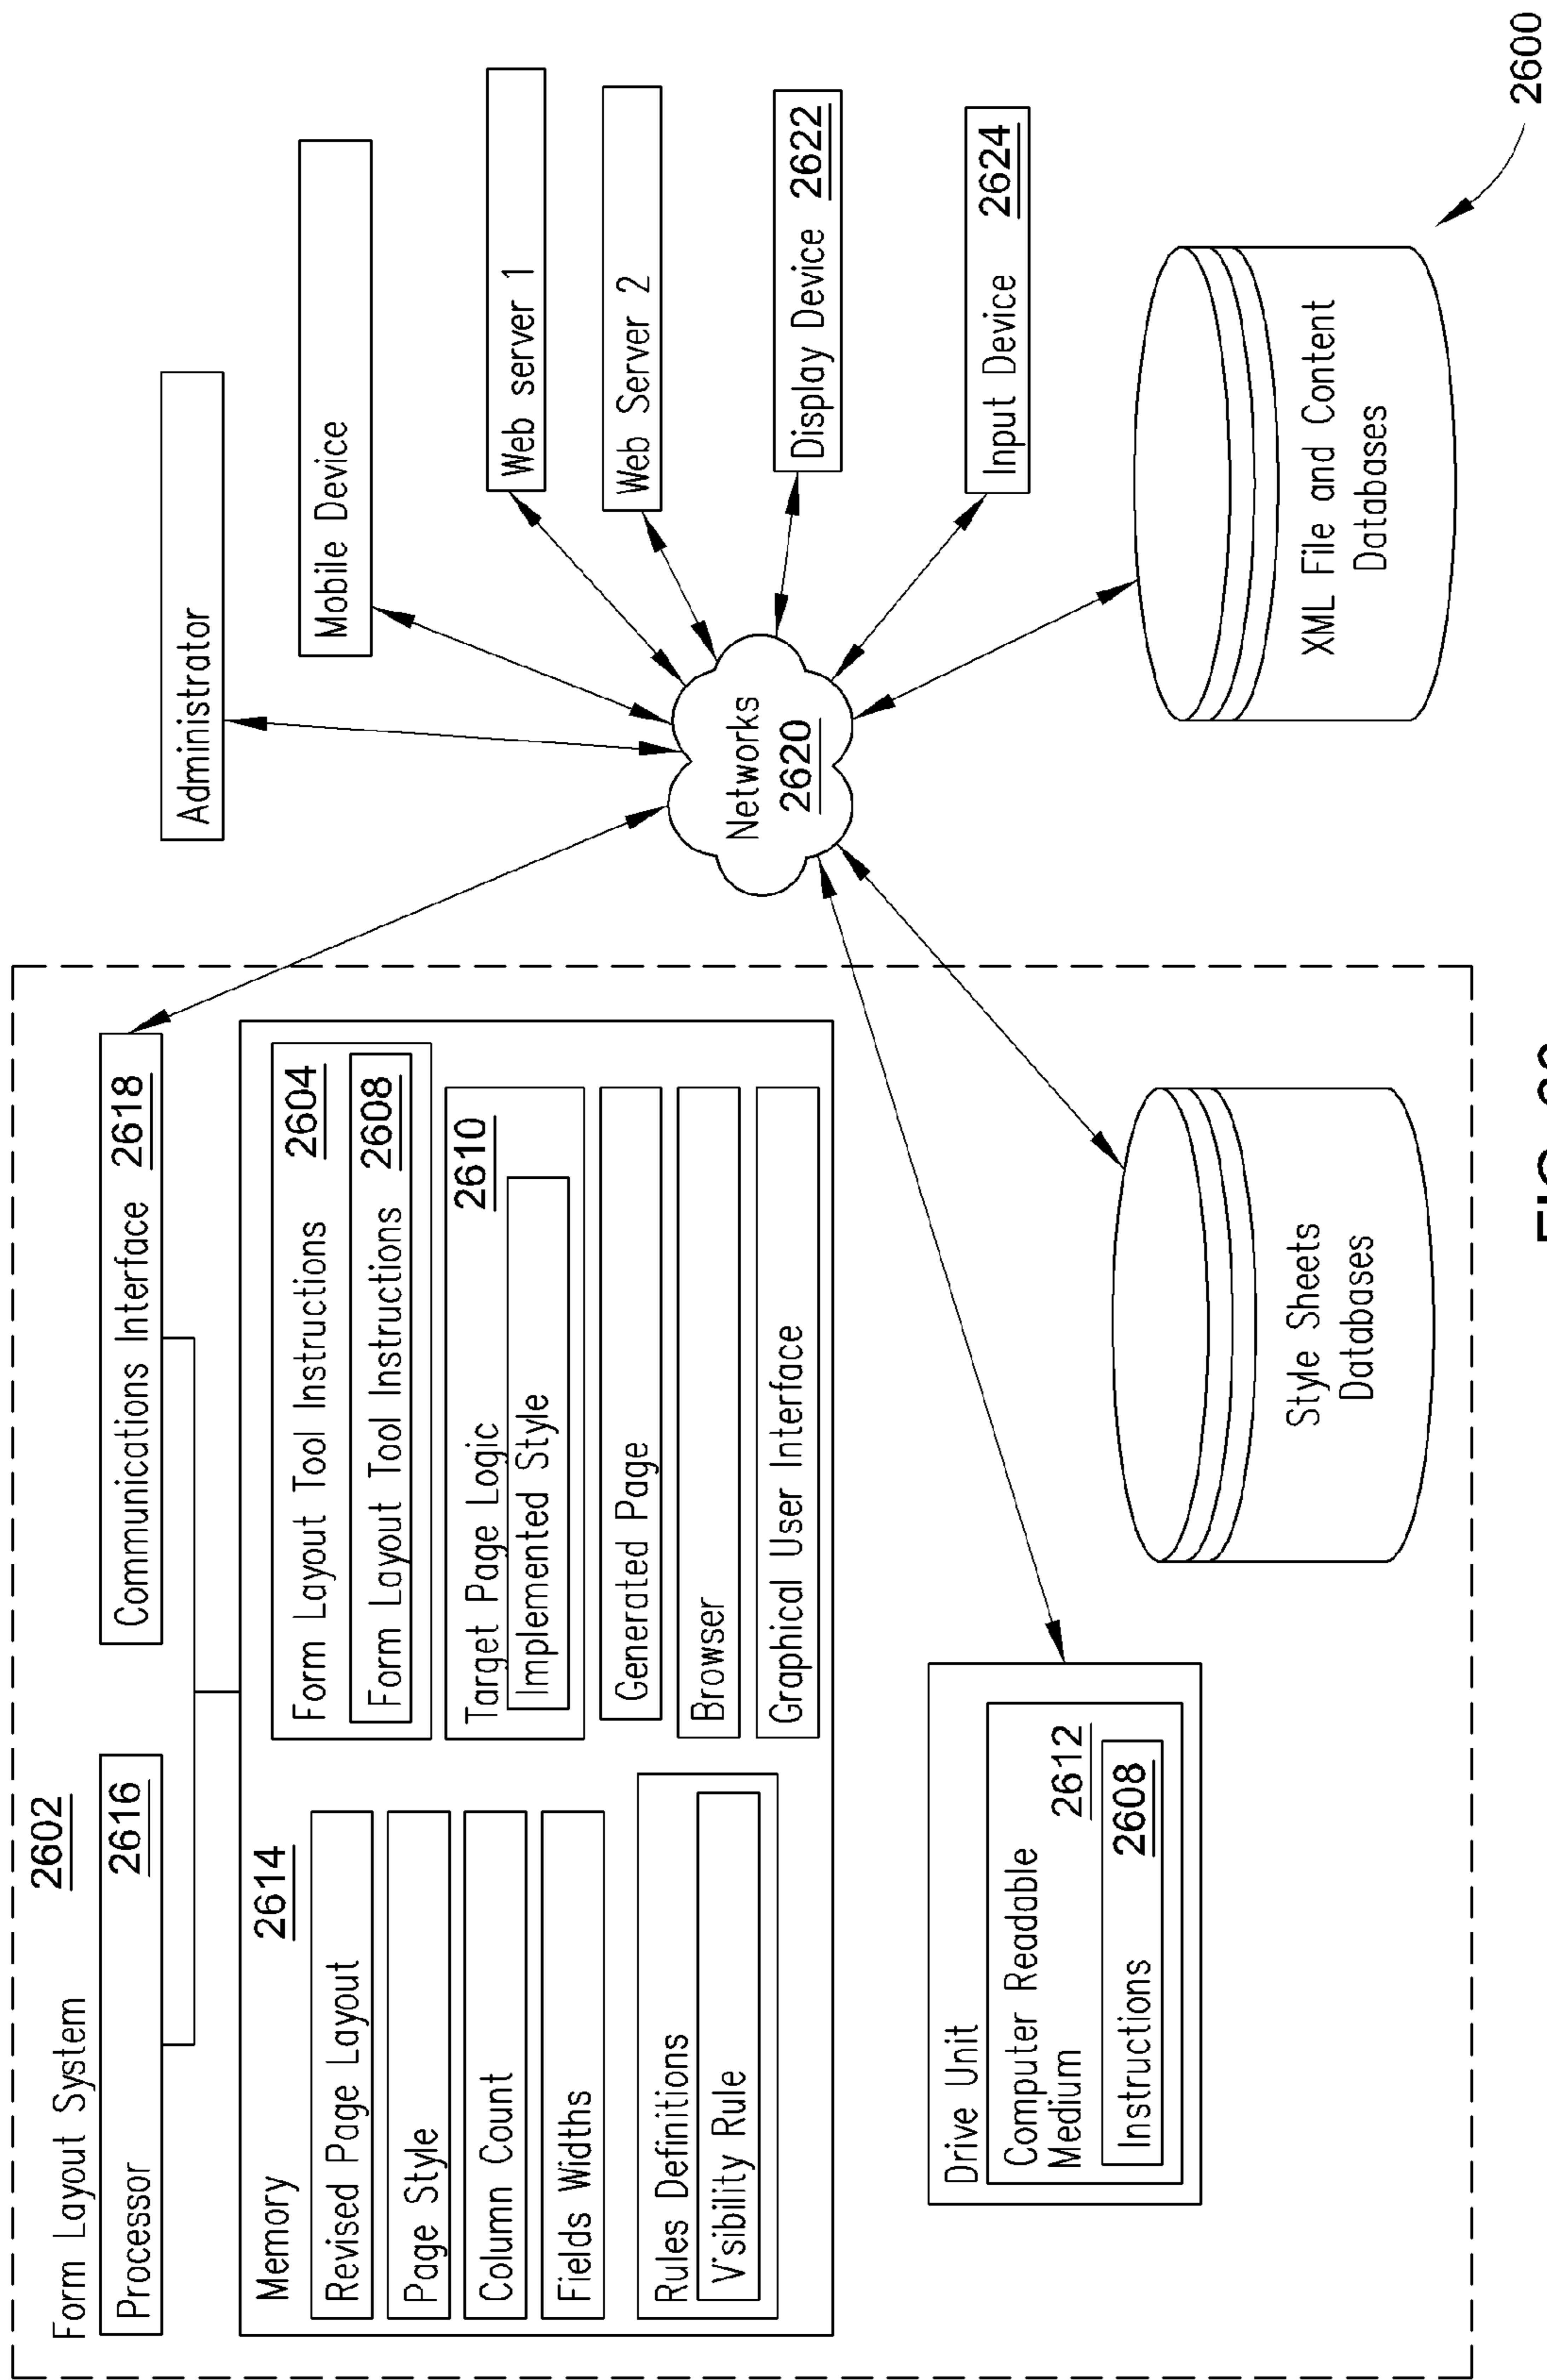 Form Layout System 2602
Processor 2616
Communications Interface 2618
Memory 2614
Revised Page Layout
Page Style
Column Count
Fields Widths
Rules Definitions
Visibility Rule
Form Layout Tool Instructions 2604
Form Layout Tool Instructions 2608
Target Page Logic 2610
Implemented Style
Generated Page
Browser
Graphical User Interface
Drive Unit
Computer Readable
Medium 2612
Instructions 2608
Style Sheets
Databases
Networks
2620
Administrator
Mobile Device
Web server 1
Web Server 2
Display Device 2622
Input Device 2624
XML File and Content
Databases
2600